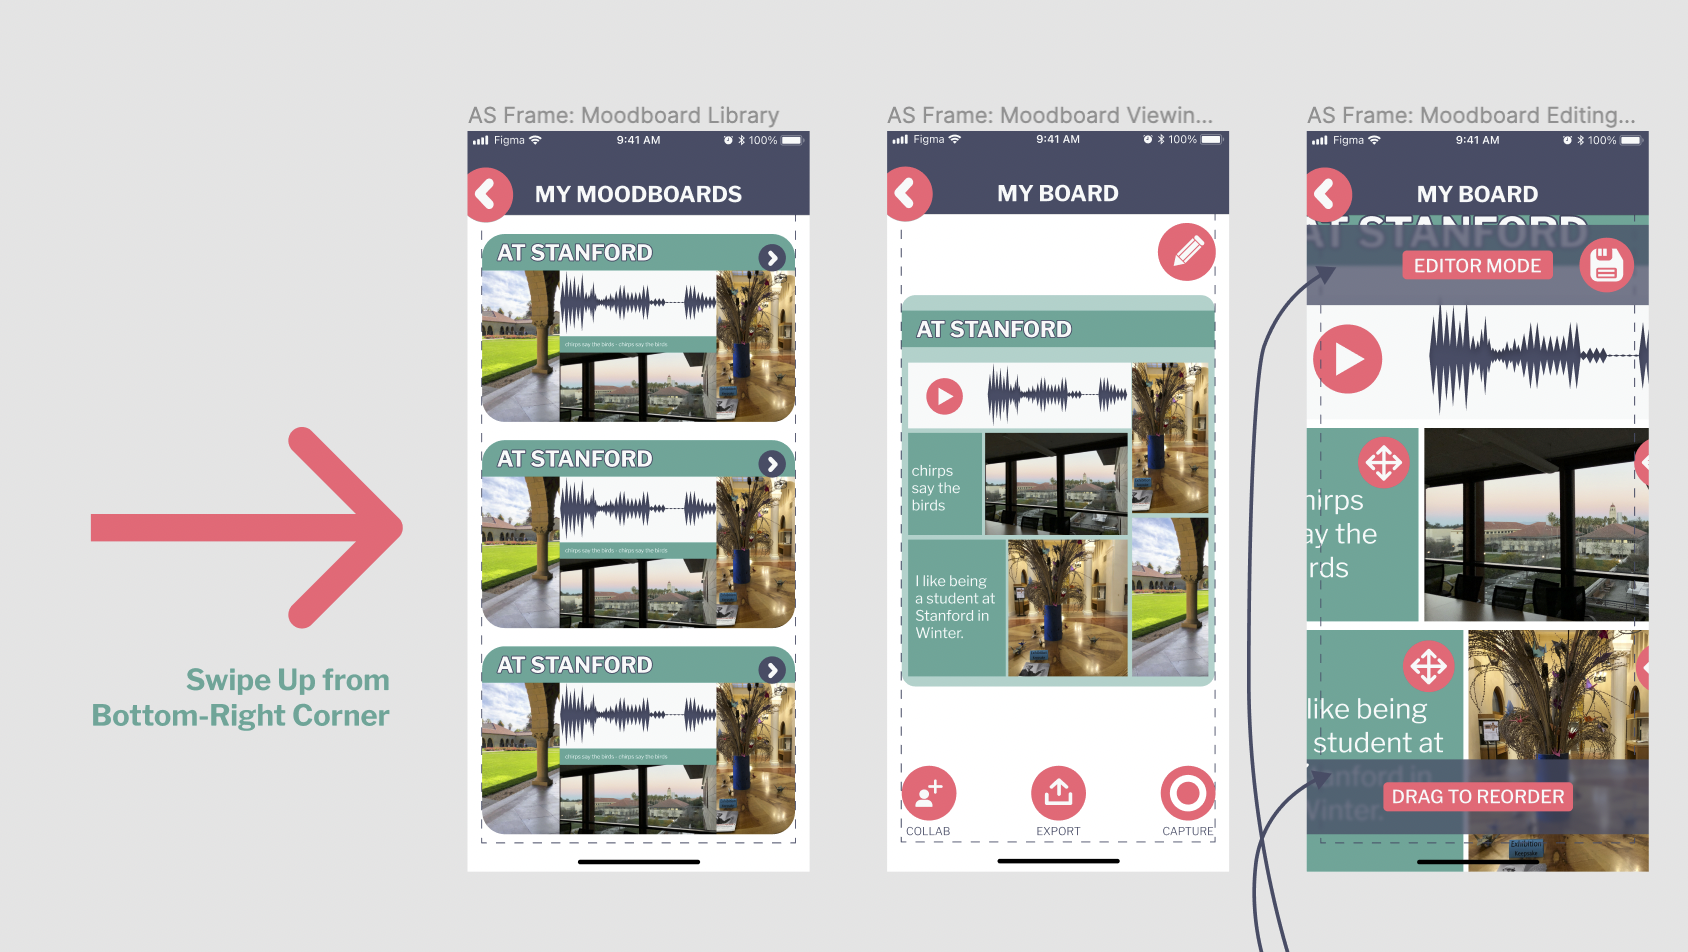 AS Frame: Moodboard Library
Figma
9:41 AM
100%
MY MOODBOARDS
AT STANFORD
chirps say the birds - chirps say the birds
AT STANFORD
chirps say the birds - chirps say the birds
AT STANFORD
chirps say the birds - chirps say the birds
Swipe Up from
Bottom-Right Corner
AS Frame: Moodboard Viewin...
Figma
9:41 AM
100%
MY BOARD
AT STANFORD
chirps
say the
birds
I like being
a student at
Stanford in
Winter.
COLLAB
EXPORT
CAPTURE
AS Frame: Moodboard Editing...
Figma
9:41 AM
100%
MY BOARD
AT STANFORD
EDITOR MODE
hirps
ay the
rds
like being
student at
anford in
Winter.
DRAG TO REORDER
Exhibition